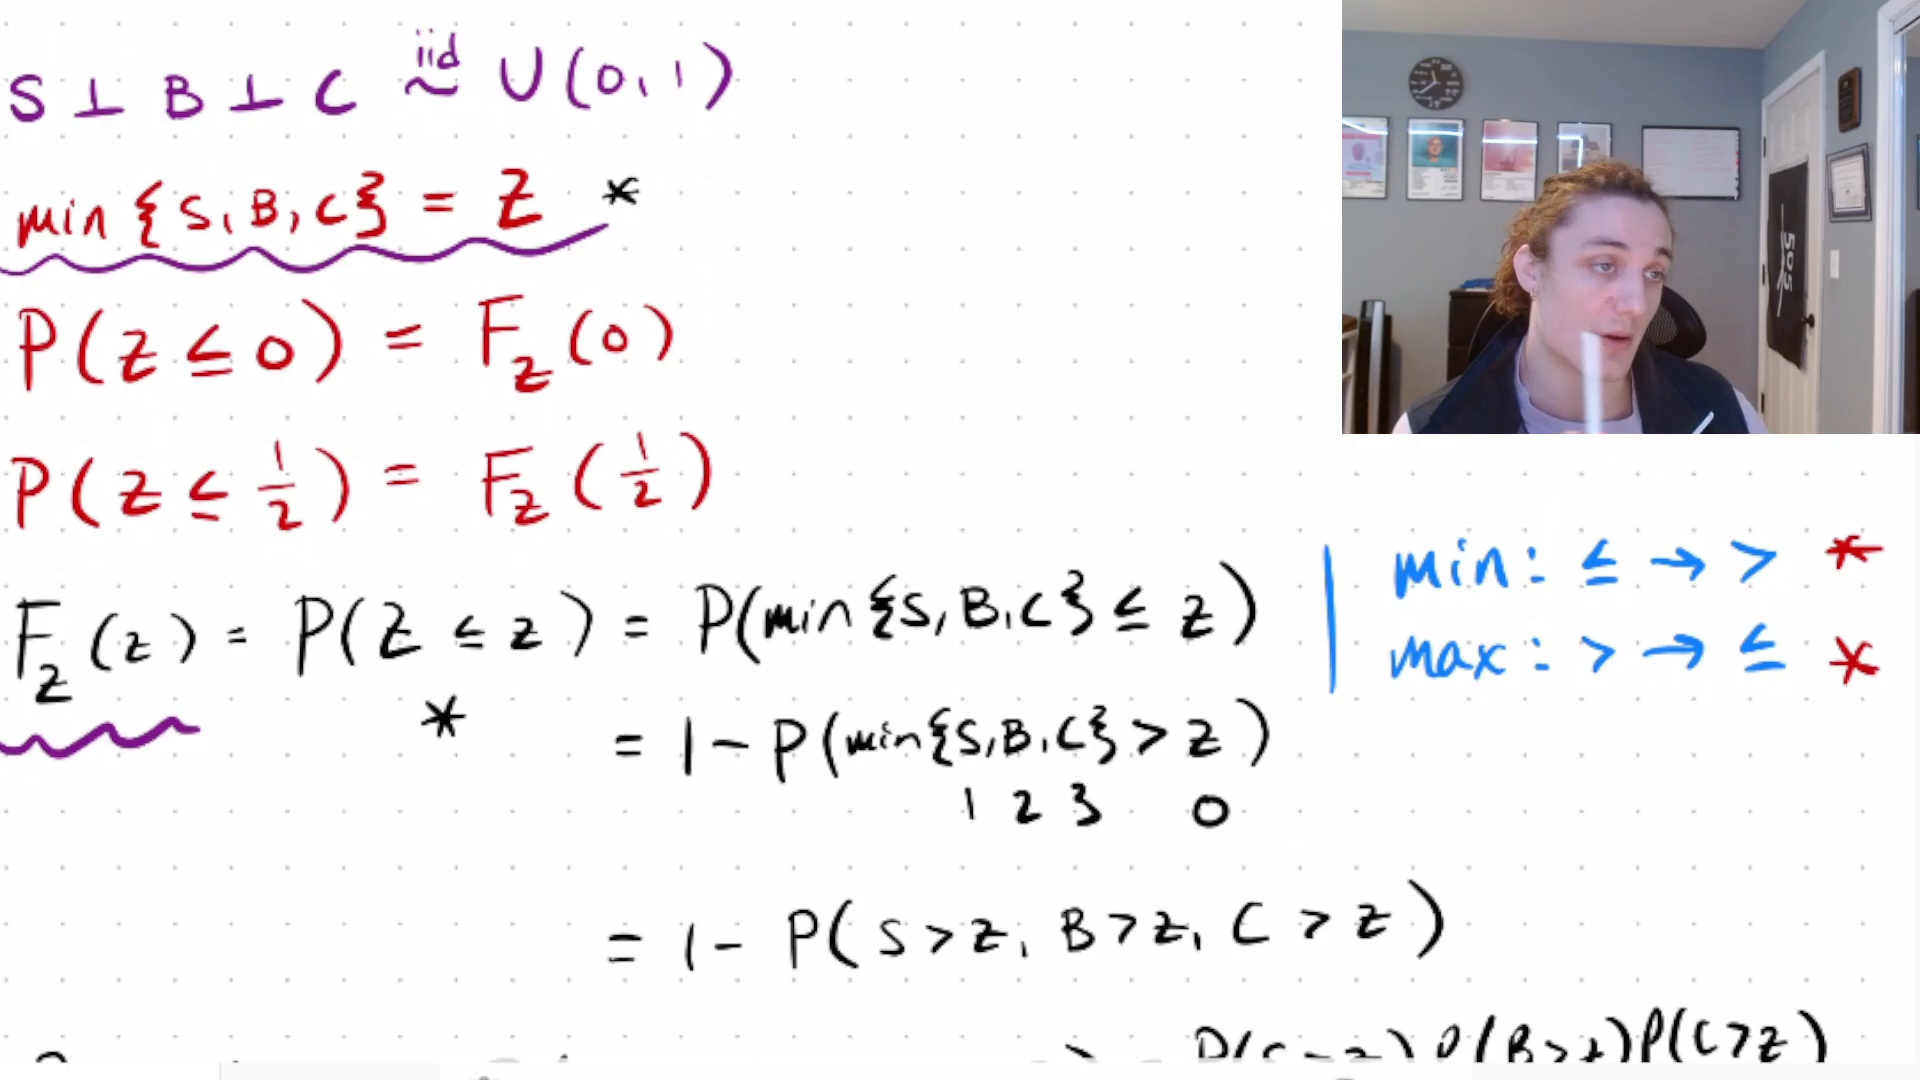 S ⊥ B ⊥ C iid ~ U(0,1)
min {S, B, C} = Z *
P(Z ≤ 0) = F_Z(0)
P(Z ≤ 1/2) = F_Z(1/2)
min: ≤ → > *
max: > → ≤ *
F_Z(z) = P(Z ≤ z) = P(min{S, B, C} ≤ z)
*
= 1 - P(min{S, B, C} > z)
1 2 3 0
= 1 - P(S > z, B > z, C > z)
P(C > z)
505